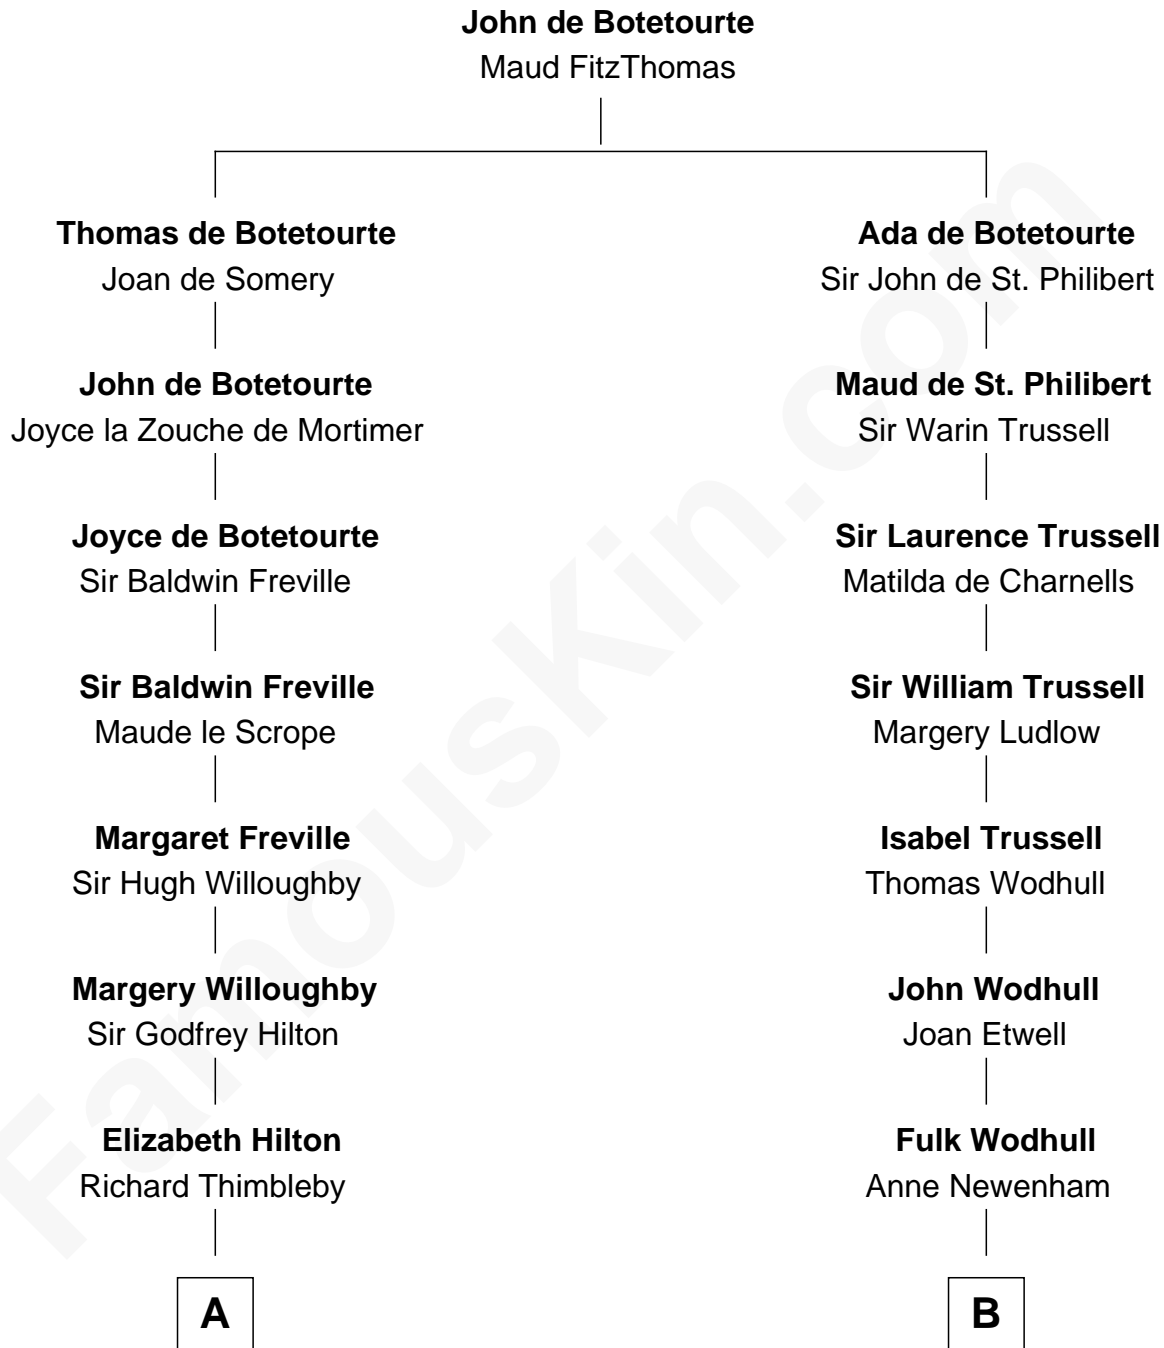 John de Botetourte
Maud FitzThomas
Thomas de Botetourte
Joan de Somery
Ada de Botetourte
Sir John de St. Philibert
John de Botetourte
Joyce la Zouche de Mortimer
Maud de St. Philibert
Sir Warin Trussell
Joyce de Botetourte
Sir Baldwin Freville
Sir Laurence Trussell
Matilda de Charnells
Sir Baldwin Freville
Maude le Scrope
Sir William Trussell
Margery Ludlow
Margaret Freville
Sir Hugh Willoughby
Isabel Trussell
Thomas Wodhull
Margery Willoughby
Sir Godfrey Hilton
John Wodhull
Joan Etwell
Elizabeth Hilton
Richard Thimbleby
Fulk Wodhull
Anne Newenham
A
B
FamousKin.com